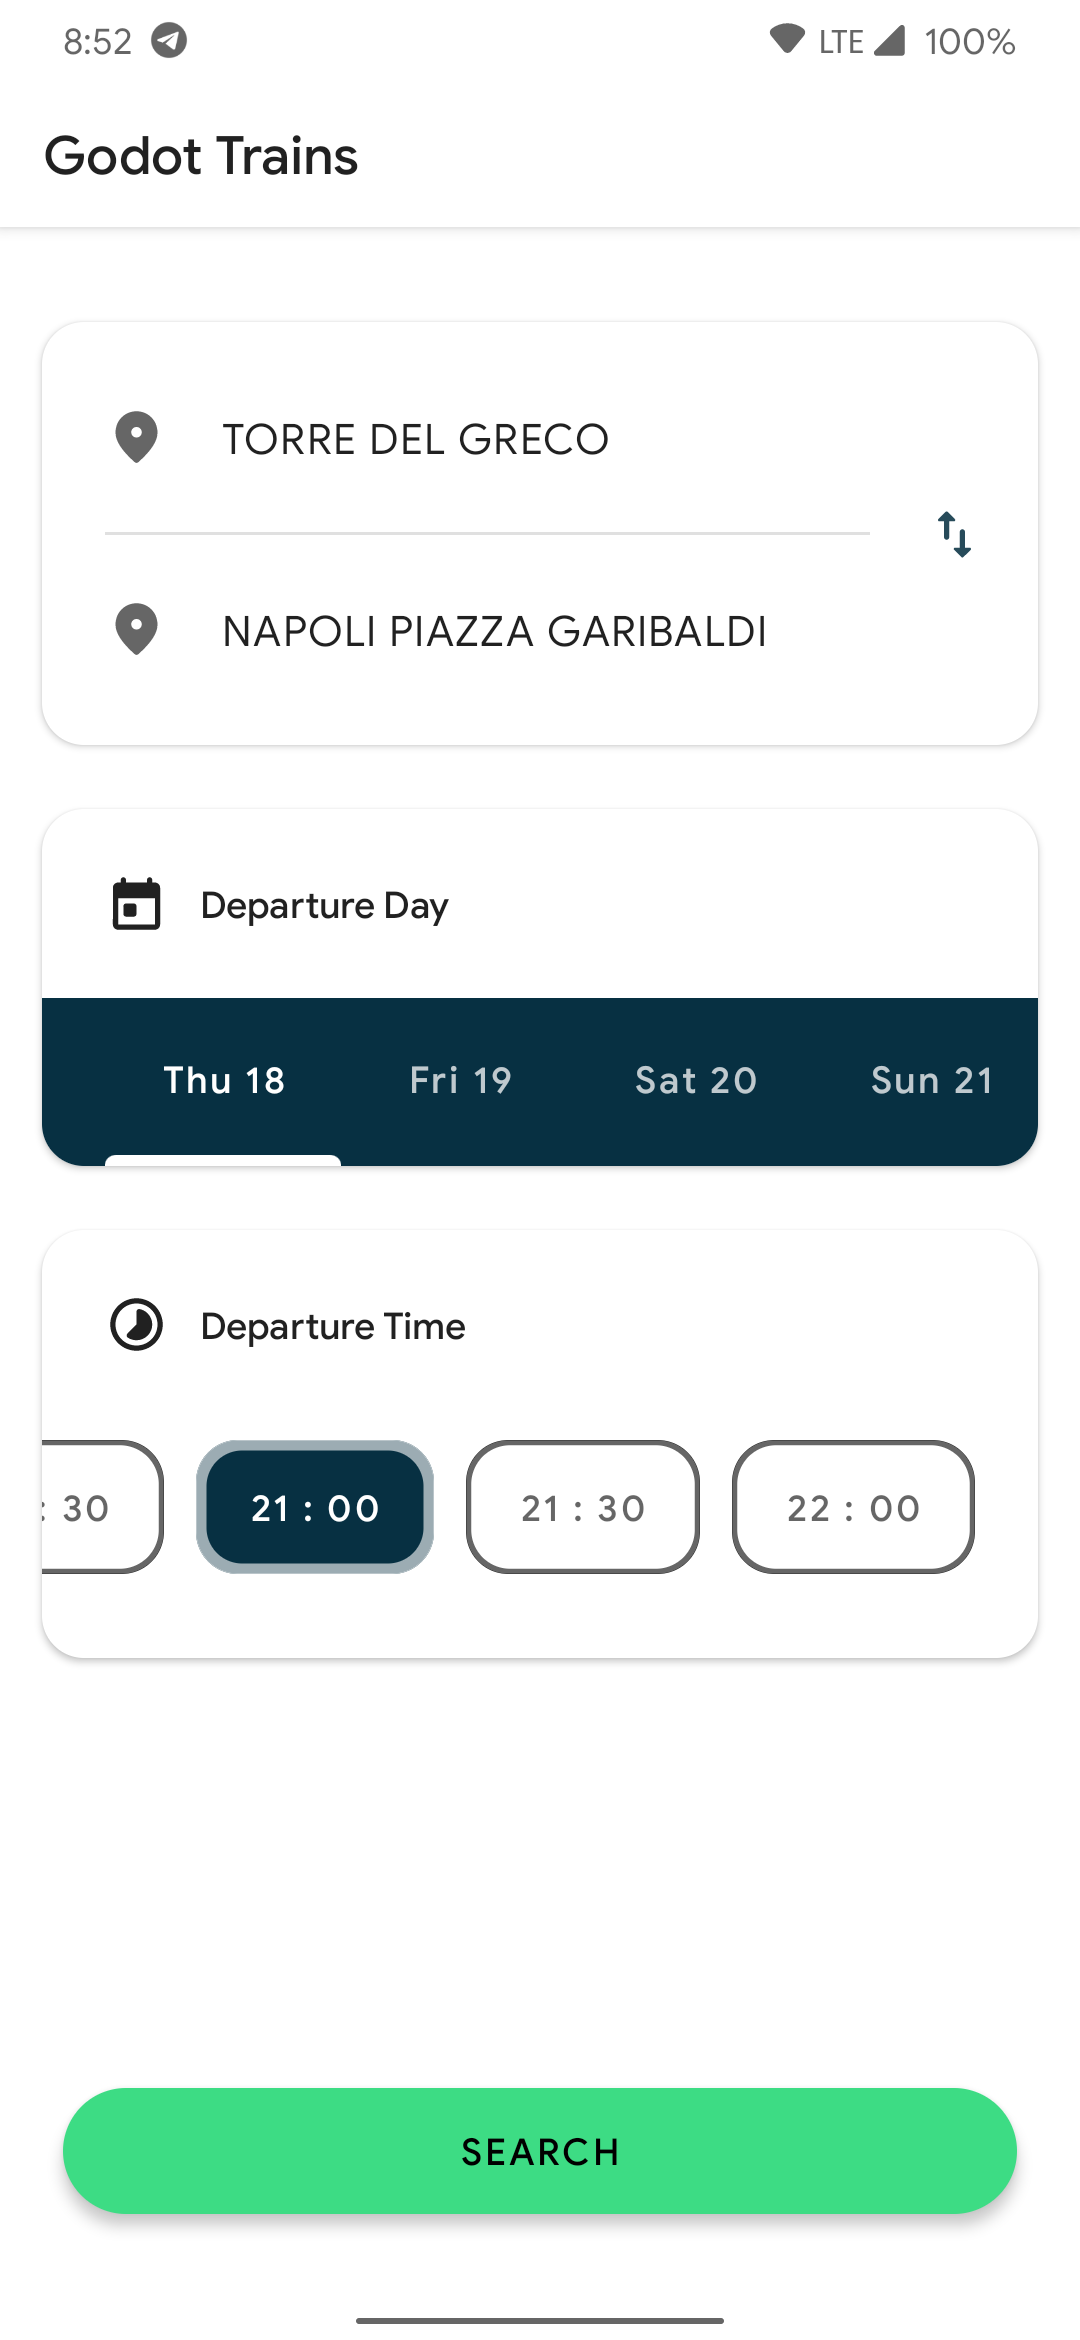 8:52 LTE 100%
Godot Trains
TORRE DEL GRECO
NAPOLI PIAZZA GARIBALDI
Departure Day
Thu 18 Fri 19 Sat 20 Sun 21
Departure Time
: 30 21 : 00 21 : 30 22 : 00
SEARCH